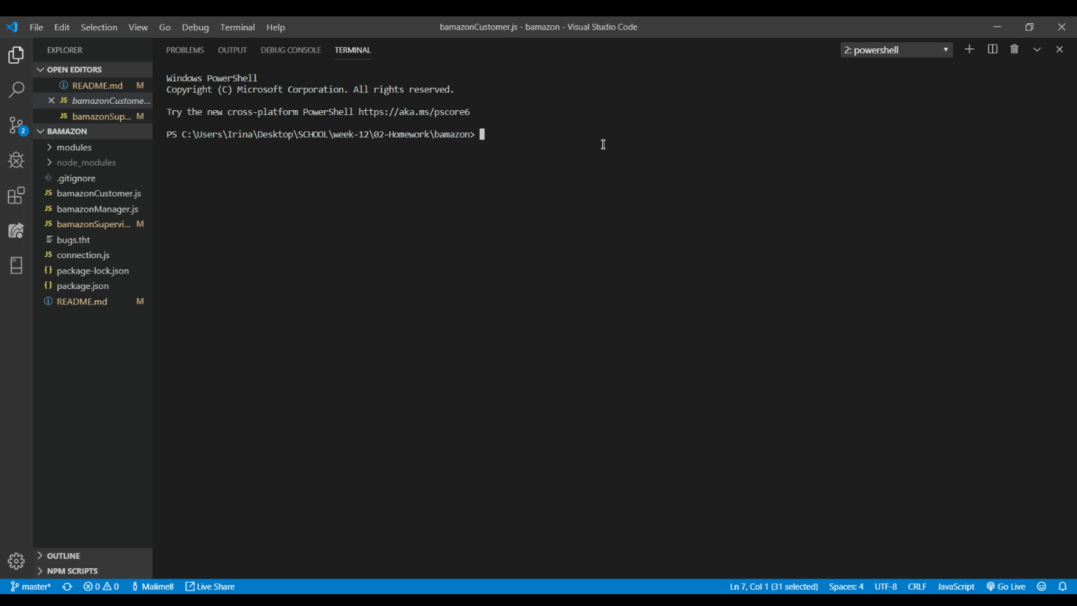 File Edit Selection View Go Debug Terminal Help
bamazonCustomer.js - bamazon - Visual Studio Code
EXPLORER
OPEN EDITORS
README.md M
JS bamazonCustome...
JS bamazonSup... M
BAMAZON
modules
node_modules
.gitignore
JS bamazonCustomer.js
JS bamazonManager.js
JS bamazonSupervi... M
bugs.tht
JS connection.js
{} package-lock.json
{} package.json
README.md M
OUTLINE
NPM SCRIPTS
2
PROBLEMS OUTPUT DEBUG CONSOLE TERMINAL
2: powershell
Windows PowerShell
Copyright (C) Microsoft Corporation. All rights reserved.
Try the new cross-platform PowerShell https://aka.ms/pscore6
PS C:\Users\Irina\Desktop\SCHOOL\week-12\02-Homework\bamazon>
master* 0 0 Malimell Live Share
Ln 7, Col 1 (31 selected) Spaces: 4 UTF-8 CRLF JavaScript Go Live